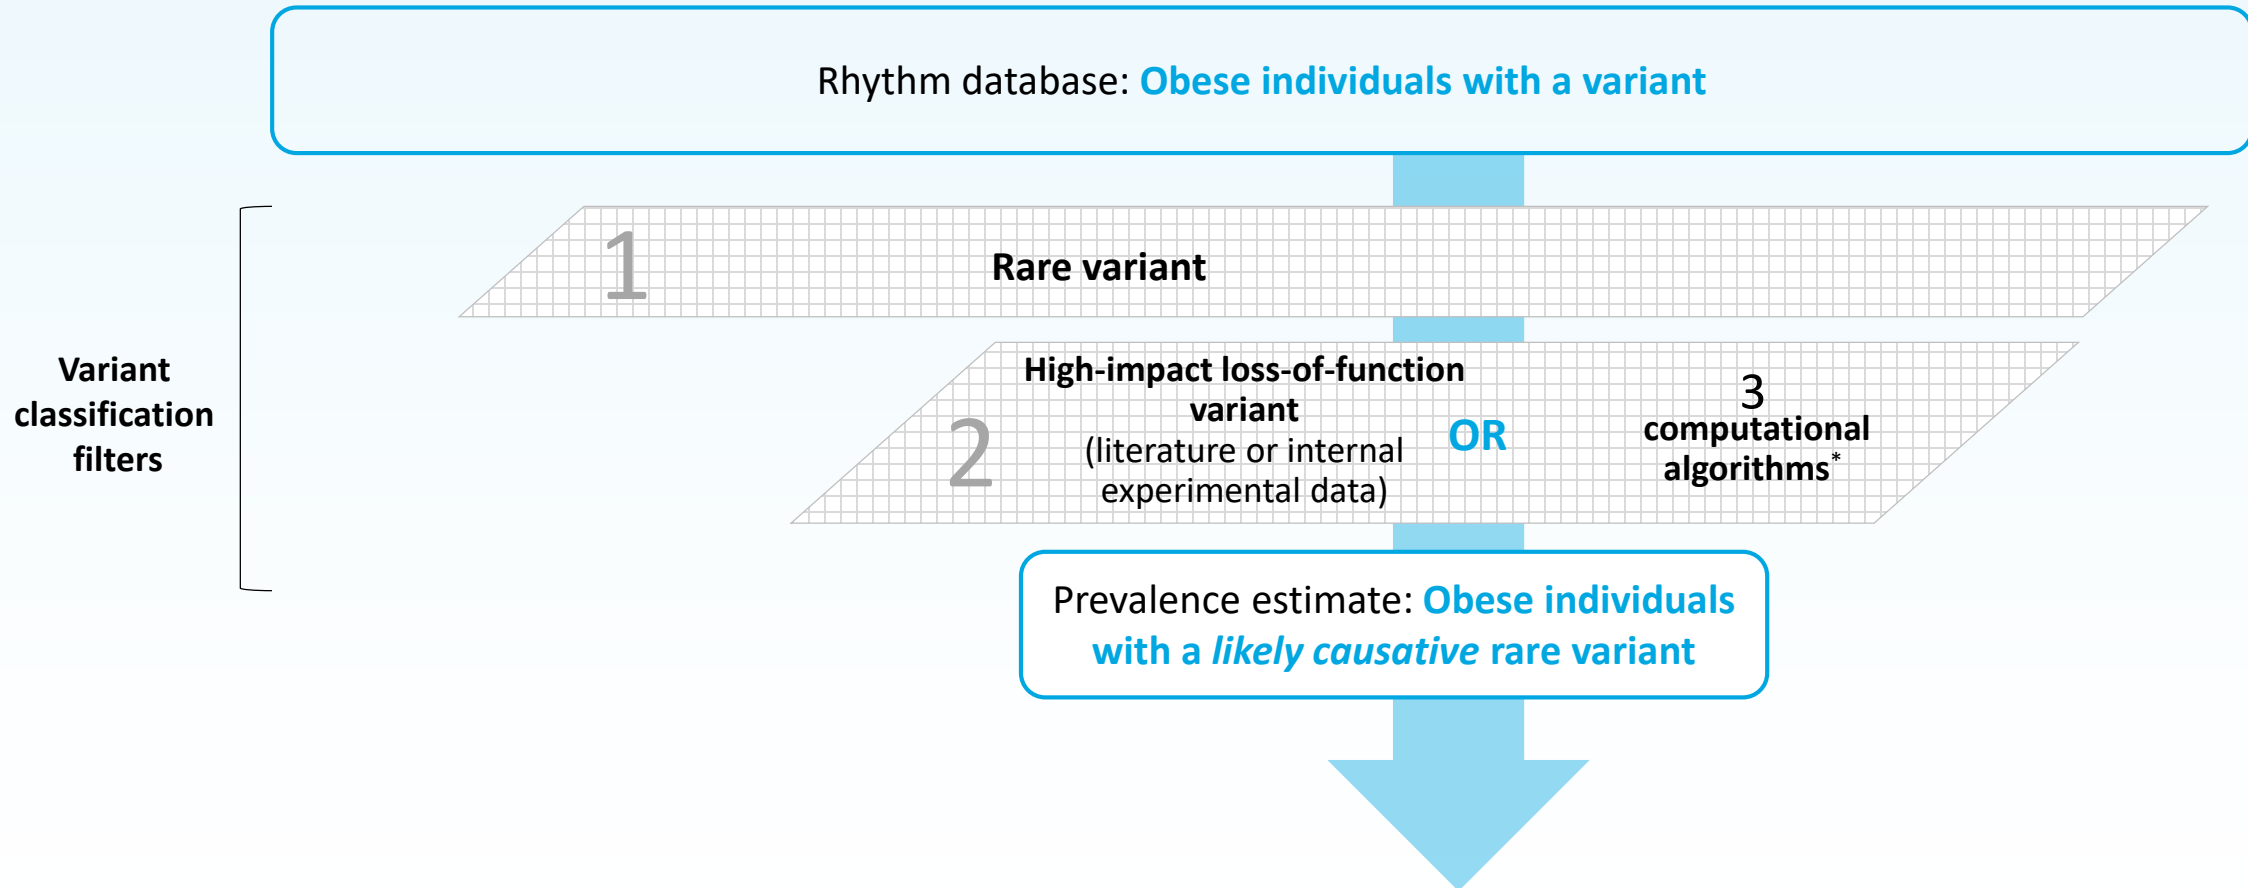 Rhythm database: Obese individuals with a variant
1
Rare variant
Variant
classification
filters
2
High-impact loss-of-function
variant
(literature or internal
experimental data)
OR
3
computational
algorithms*
Prevalence estimate: Obese individuals
with a likely causative rare variant